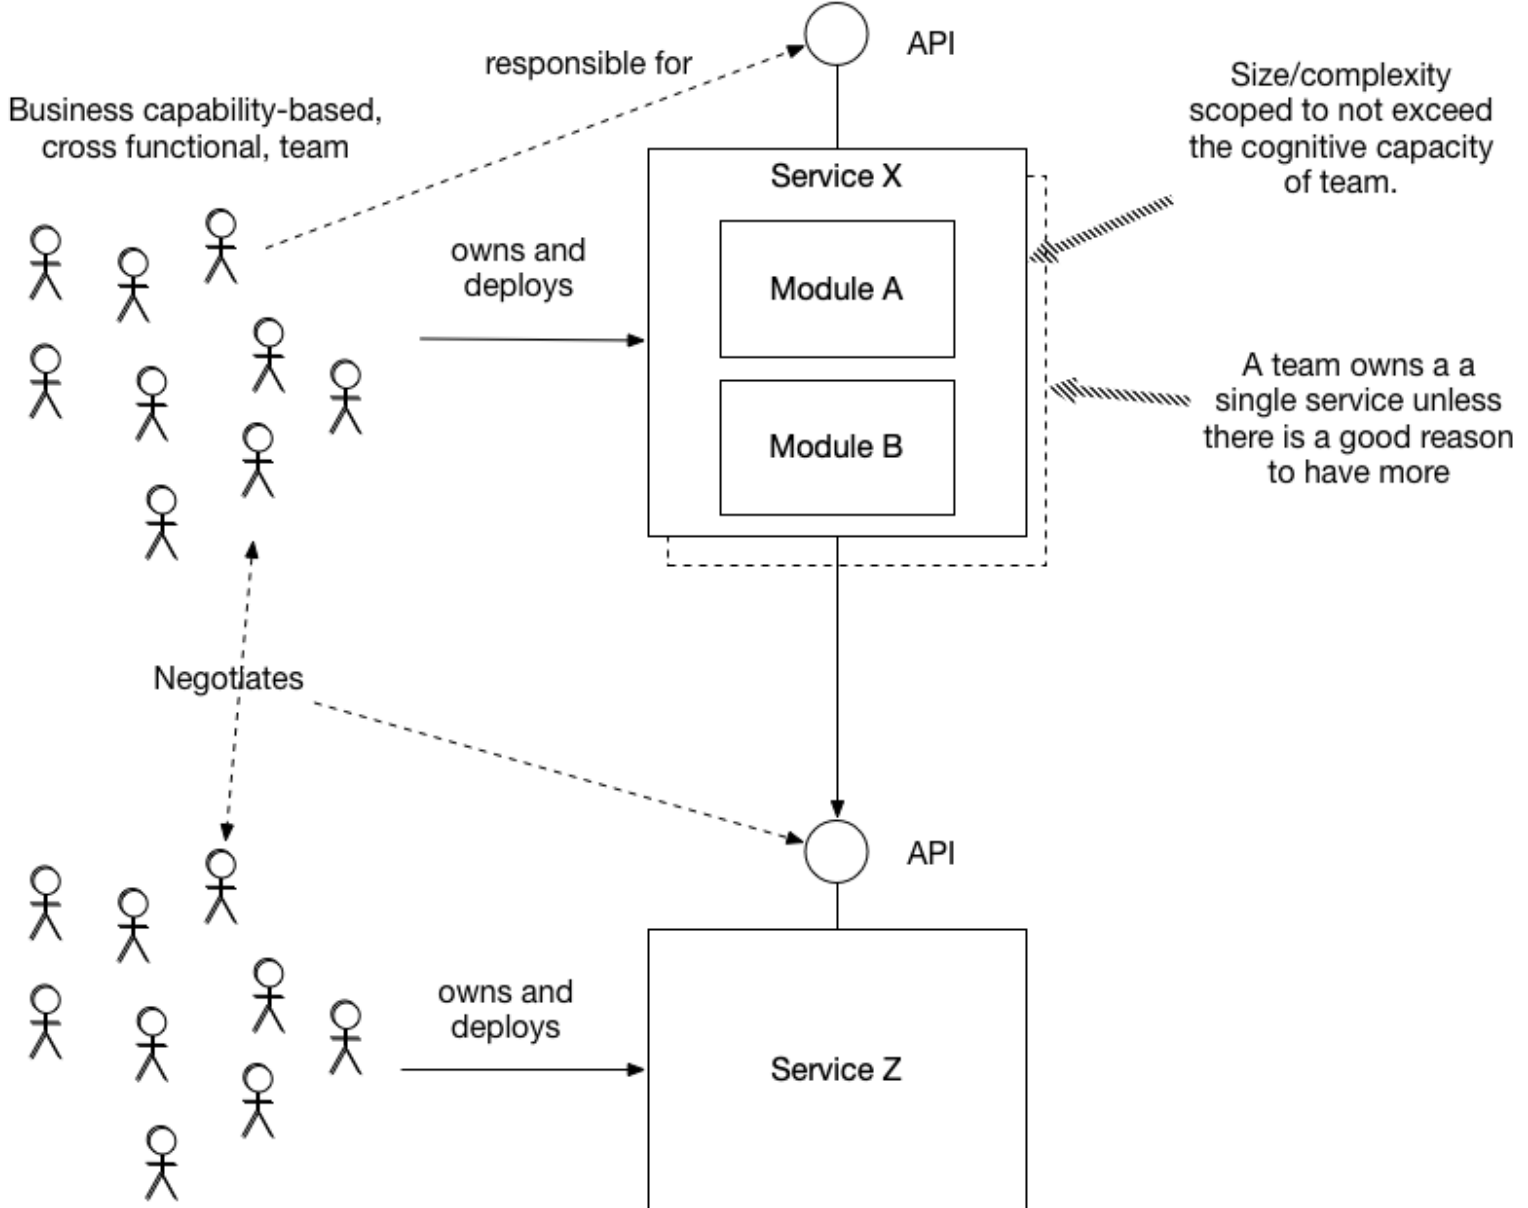 API
responsible for
Size/complexity
scoped to not exceed
the cognitive capacity
of team.
Business capability-based,
cross functional, team
Service X
owns and
deploys
Module A
A team owns a a
single service unless
there is a good reason
to have more
Module B
Negotiates
API
owns and
deploys
Service Z